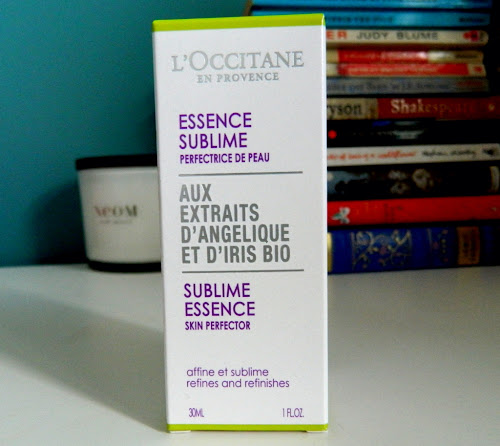 L'OCCITANE
EN PROVENCE
ESSENCE
SUBLIME
PERFECTRICE DE PEAU
AUX
EXTRAITS
D'ANGELIQUE
ET D'IRIS BIO
SUBLIME
ESSENCE
SKIN PERFECTOR
affine et sublime
refines and refinishes
30ML 1 FL.OZ.
NEOM
JUDY BLUME
Shakespeare